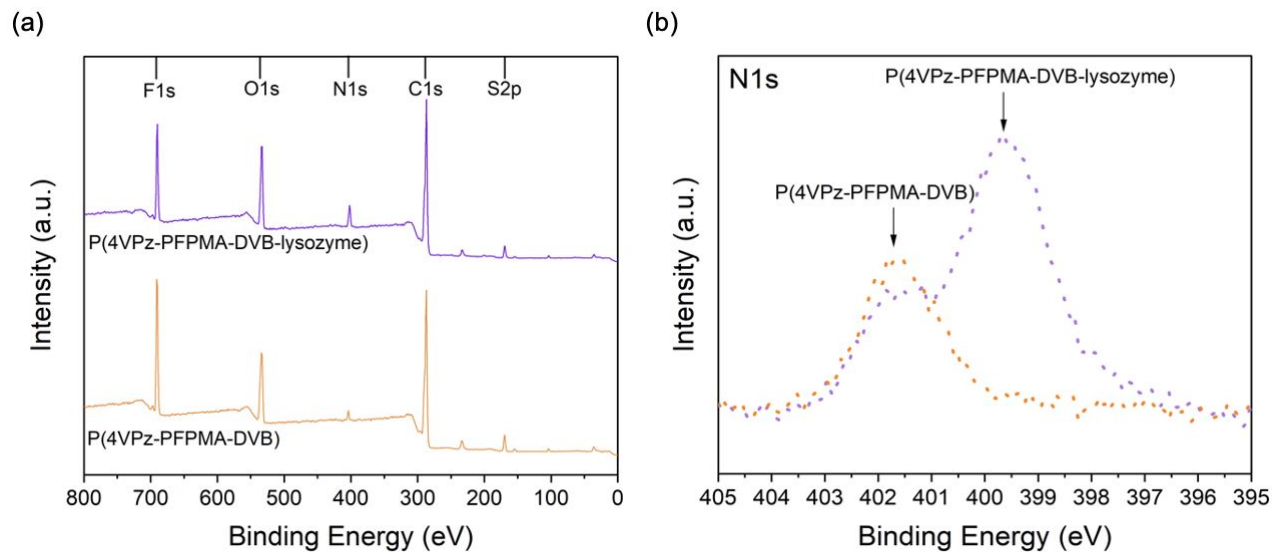 (a)
F1s O1s N1s C1s S2p
P(4VPz-PFPMA-DVB-lysozyme)
P(4VPz-PFPMA-DVB)
Intensity (a.u.)
800 700 600 500 400 300 200 100 0
Binding Energy (eV)
(b)
N1s
P(4VPz-PFPMA-DVB-lysozyme)
P(4VPz-PFPMA-DVB)
Intensity (a.u.)
405 404 403 402 401 400 399 398 397 396 395
Binding Energy (eV)